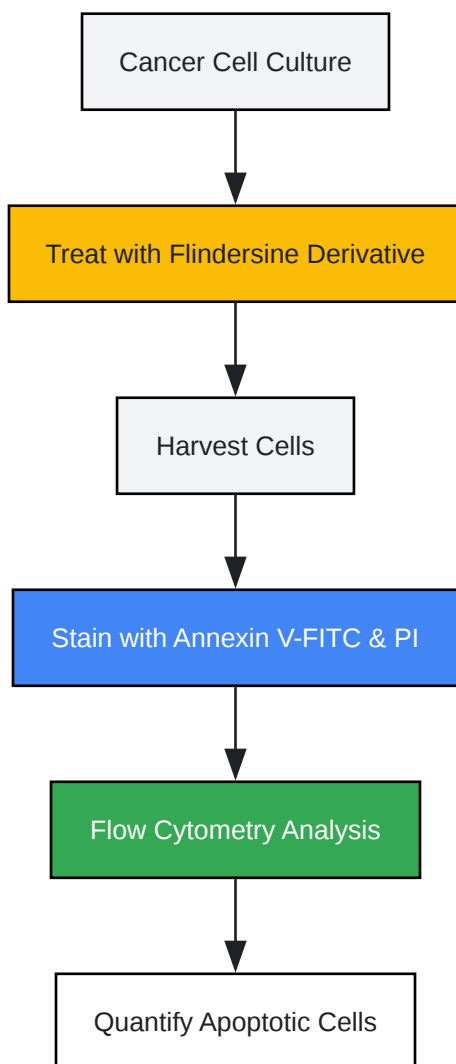 Cancer Cell Culture
Treat with Flindersine Derivative
Harvest Cells
Stain with Annexin V-FITC & PI
Flow Cytometry Analysis
Quantify Apoptotic Cells